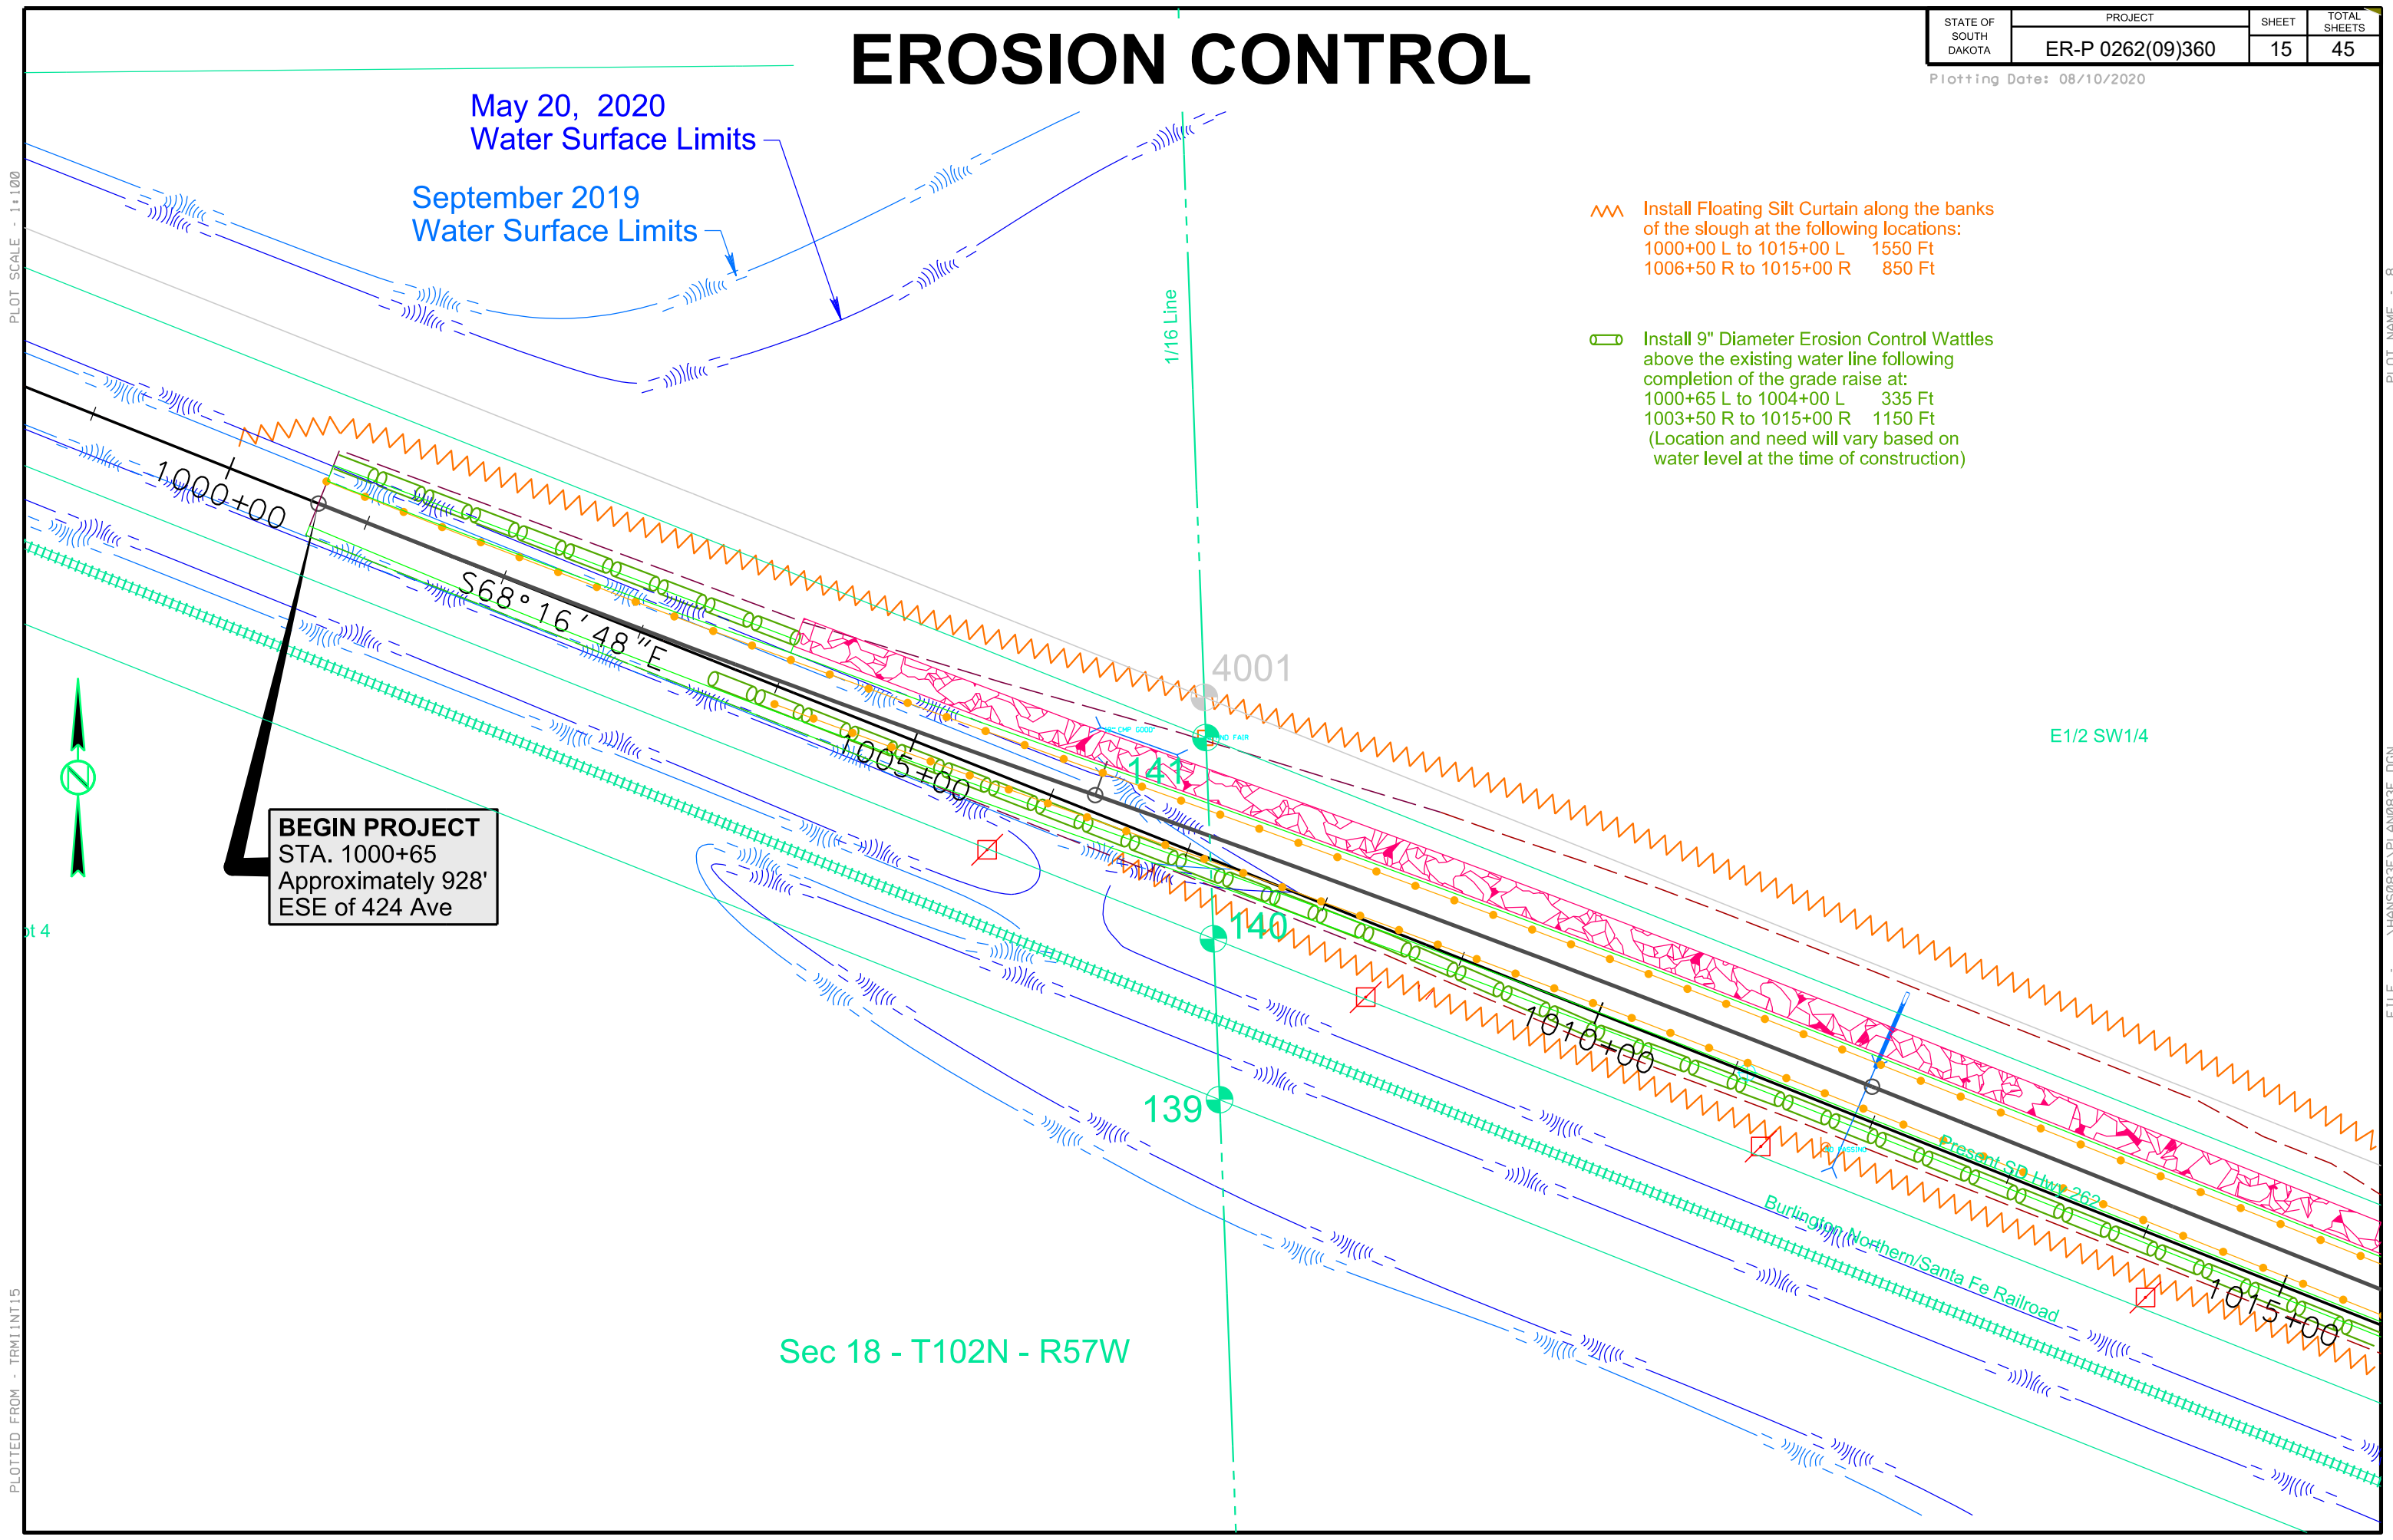 EROSION CONTROL
STATE OF
SOUTH
DAKOTA
PROJECT
ER-P 0262(09)360
SHEET
15
TOTAL
SHEETS
45
Plotting Date: 08/10/2020
PLOT SCALE - 1:100
May 20, 2020
Water Surface Limits
September 2019
Water Surface Limits
1/16 Line
Install Floating Silt Curtain along the banks
of the slough at the following locations:
1000+00 L to 1015+00 L 1550 Ft
1006+50 R to 1015+00 R 850 Ft
Install 9" Diameter Erosion Control Wattles
above the existing water line following
completion of the grade raise at:
1000+65 L to 1004+00 L 335 Ft
1003+50 R to 1015+00 R 1150 Ft
(Location and need will vary based on
water level at the time of construction)
PLOT NAME - 8
1000+00
S68°16'48"E
4001
E1/2 SW1/4
141
1005+00
BEGIN PROJECT
STA. 1000+65
Approximately 928'
ESE of 424 Ave
140
ot 4
1010+00
139
Present SD Hwy 262
Burlington Northern/Santa Fe Railroad
1015+00
Sec 18 - T102N - R57W
PLOTTED FROM - TRMI1NT15